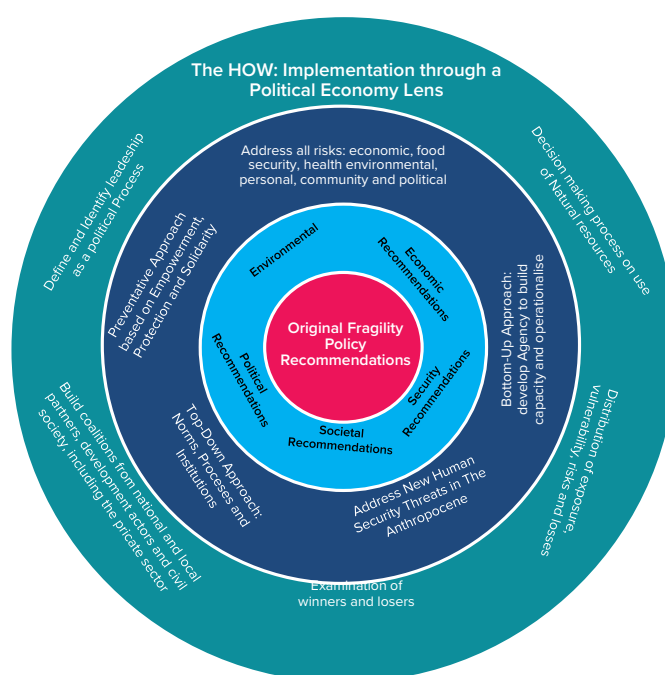 The HOW: Implementation through a
Political Economy Lens
Define and Identify leadeship
as a political Process
Decision making process on use
of Natural resources
Address all risks: economic, food
security, health environmental,
personal, community and political
Preventative Approach
based on Empowerment,
Protection and Solidarity
Environmental
Economic
Recommendations
Original Fragility
Policy
Recommendations
Bottom-Up Approach:
develop Agency to build
capacity and operationalise
Political
Recommendations
Security
Recommendations
Societal
Recommendations
Top-Down Approach:
Norms, Proceses and
Institutions
Address New Human
Security Threats in The
Anthropocene
Build coalitions from national and local
partners, development actors and civil
society, including the private sector
Distribution of exposure,
vulnerability, risks and losses
Examination of
winners and losers